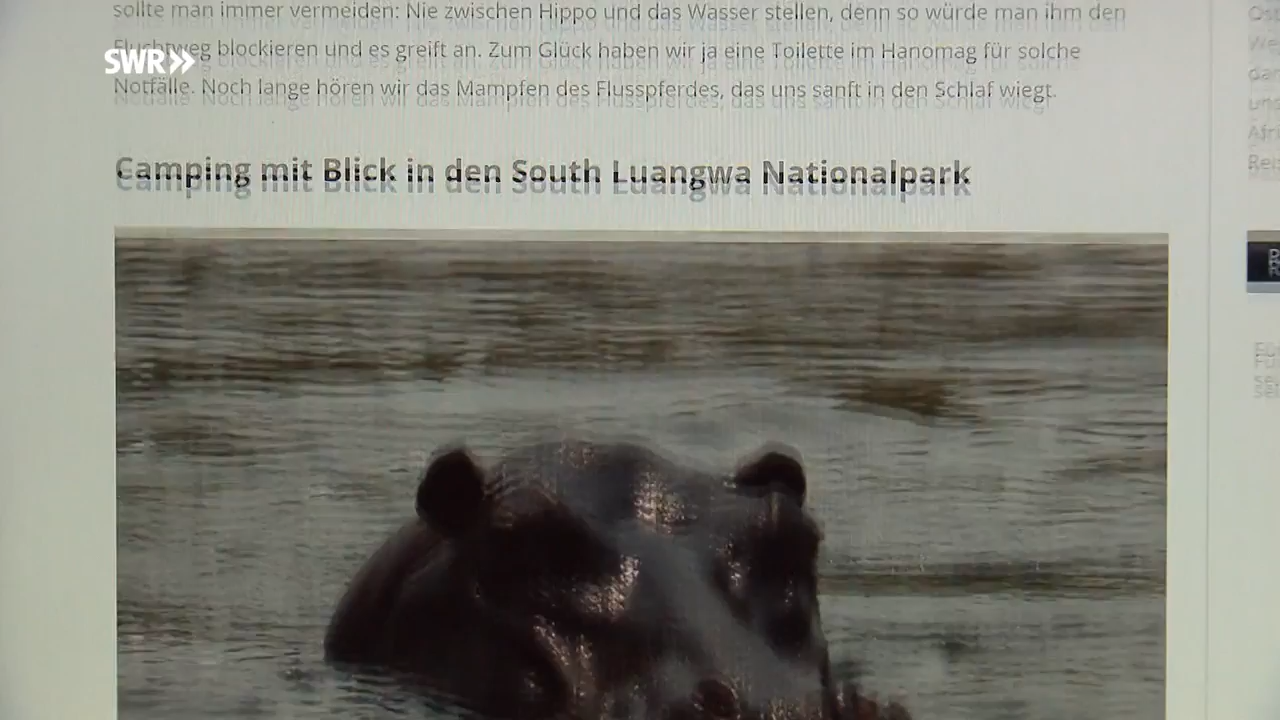 sollte man immer vermeiden: Nie zwischen Hippo und das Wasser stellen, denn so würde man ihm den
Fluchtweg blockieren und es greift an. Zum Glück haben wir ja eine Toilette im Hanomag für solche
SWR
Notfälle. Noch lange hören wir das Mampfen des Flusspferdes, das uns sanft in den Schlaf wiegt.
Camping mit Blick in den South Luangwa Nationalpark